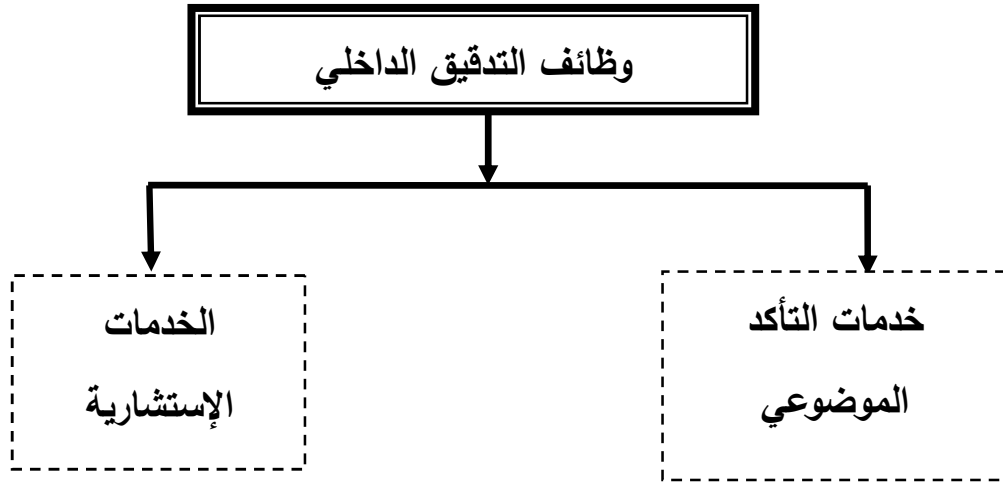 وظائف التدقيق الداخلي
خدمات التأكد
الموضوعي
الخدمات
الإستشارية